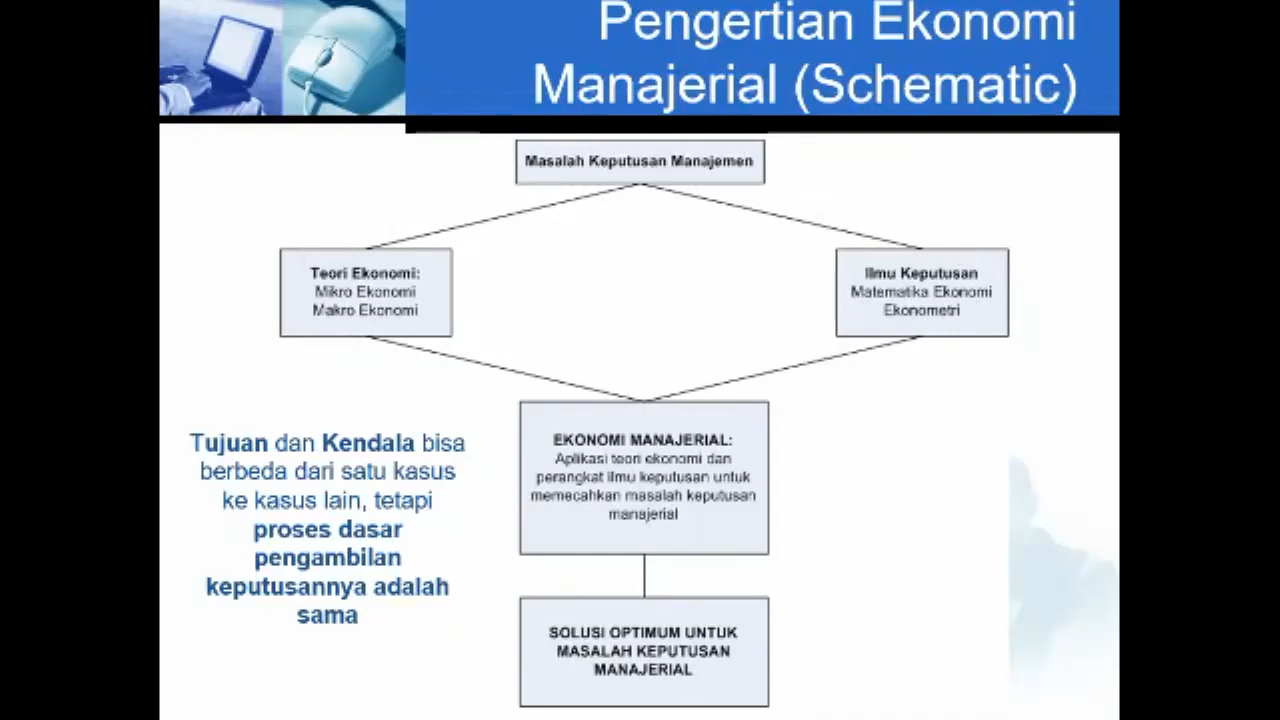 Pengertian Ekonomi
Manajerial (Schematic)
Masalah Keputusan Manajemen
Teori Ekonomi:
Mikro Ekonomi
Makro Ekonomi
Ilmu Keputusan
Matematika Ekonomi
Ekonometri
EKONOMI MANAJERIAL:
Aplikasi teori ekonomi dan
perangkat ilmu keputusan untuk
memecahkan masalah keputusan
manajerial
Tujuan dan Kendala bisa
berbeda dari satu kasus
ke kasus lain, tetapi
proses dasar
pengambilan
keputusannya adalah
sama
SOLUSI OPTIMUM UNTUK
MASALAH KEPUTUSAN
MANAJERIAL